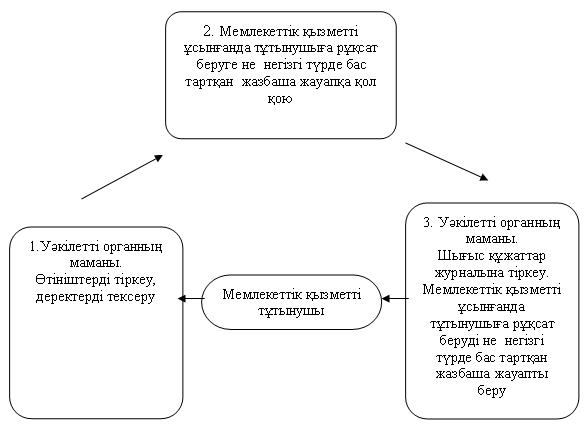 2. Мемлекеттік қызметті
ұсынғанда тұтынушыға рұқсат
беруге не  негізгі түрде бас
тартқан  жазбаша жауапқа қол
қою
1.Уәкілетті органның
маманы.
Өтініштерді тіркеу,
деректерді тексеру
Мемлекеттік қызметті
тұтынушы
3. Уәкілетті органның
маманы.
Шығыс құжаттар
журналына тіркеу.
Мемлекеттік қызметті
ұсынғанда
тұтынушыға рұқсат
беруді не  негізгі
түрде бас тартқан
жазбаша жауапты
беру